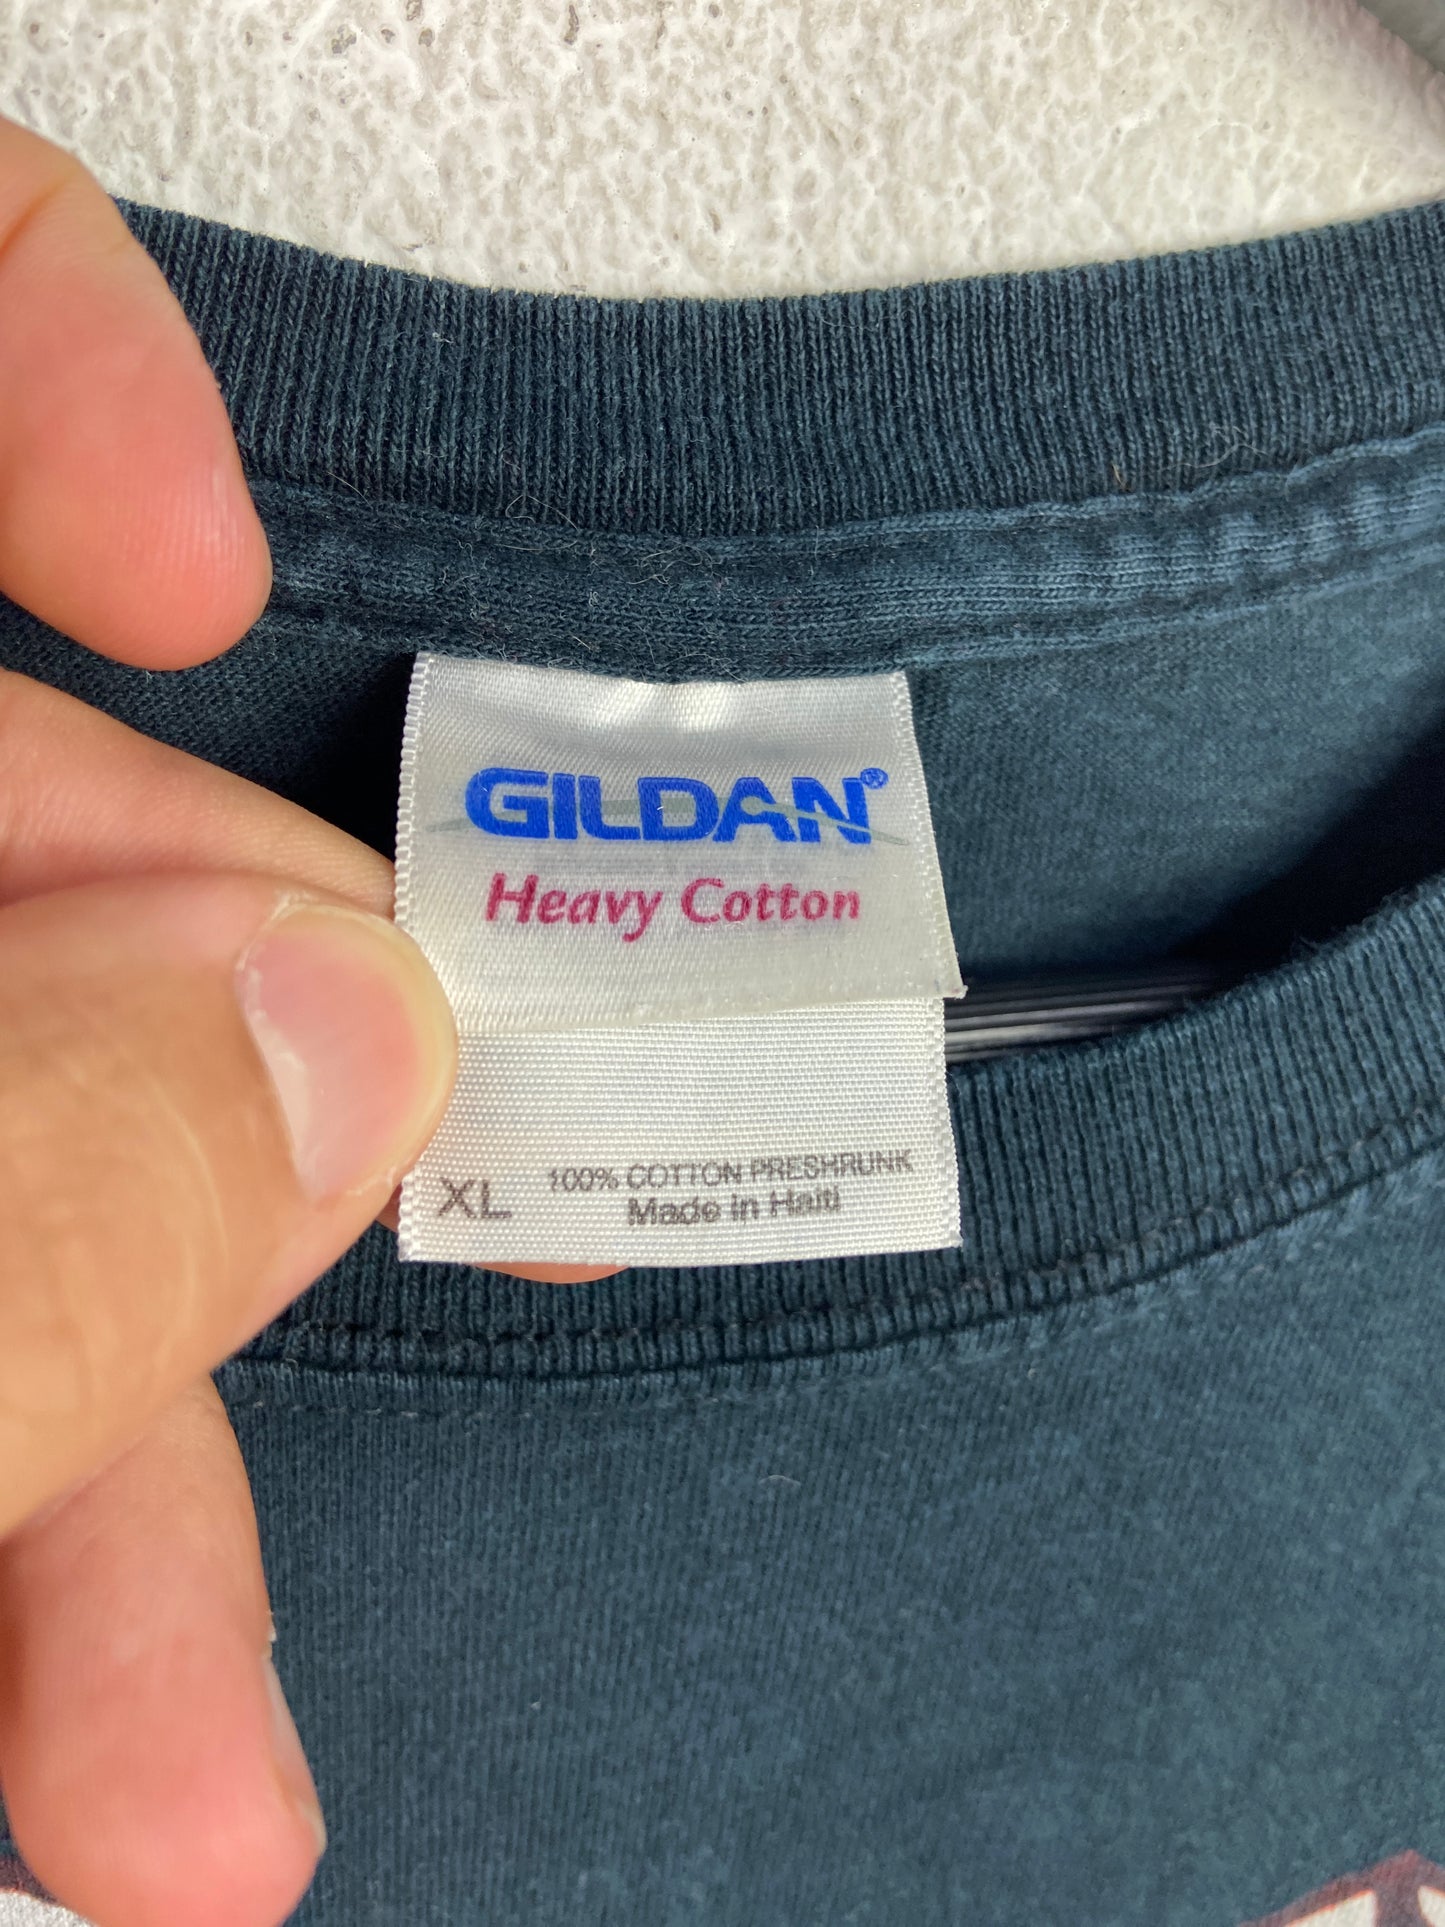 GILDAN®
Heavy Cotton
XL 100% COTTON PRESHRUNK
Made in Haiti